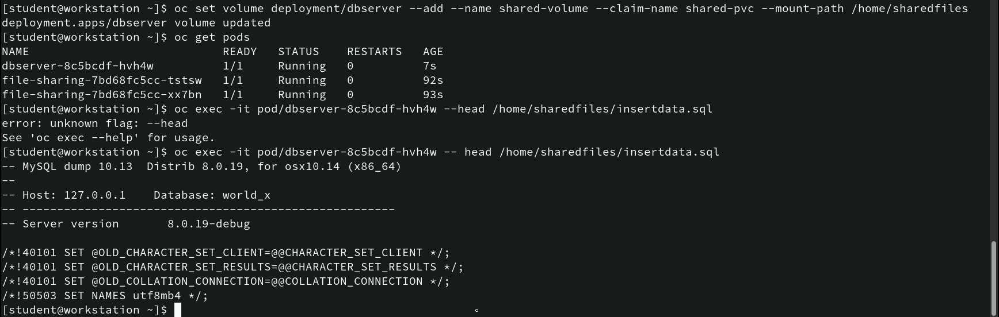 [student@workstation ~]$ oc set volume deployment/dbserver --add --name shared-volume --claim-name shared-pvc --mount-path /home/sharedfiles
deployment.apps/dbserver volume updated
[student@workstation ~]$ oc get pods
NAME                            READY   STATUS    RESTARTS   AGE
dbserver-8c5bcdf-hvh4w          1/1     Running   0          7s
file-sharing-7bd68fc5cc-tstsw   1/1     Running   0          92s
file-sharing-7bd68fc5cc-xx7bn   1/1     Running   0          93s
[student@workstation ~]$ oc exec -it pod/dbserver-8c5bcdf-hvh4w --head /home/sharedfiles/insertdata.sql
error: unknown flag: --head
See 'oc exec --help' for usage.
[student@workstation ~]$ oc exec -it pod/dbserver-8c5bcdf-hvh4w -- head /home/sharedfiles/insertdata.sql
-- MySQL dump 10.13  Distrib 8.0.19, for osx10.14 (x86_64)
--
-- Host: 127.0.0.1    Database: world_x
-- ------------------------------------------------------
-- Server version       8.0.19-debug

/*!40101 SET @OLD_CHARACTER_SET_CLIENT=@@CHARACTER_SET_CLIENT */;
/*!40101 SET @OLD_CHARACTER_SET_RESULTS=@@CHARACTER_SET_RESULTS */;
/*!40101 SET @OLD_COLLATION_CONNECTION=@@COLLATION_CONNECTION */;
/*!50503 SET NAMES utf8mb4 */;
[student@workstation ~]$